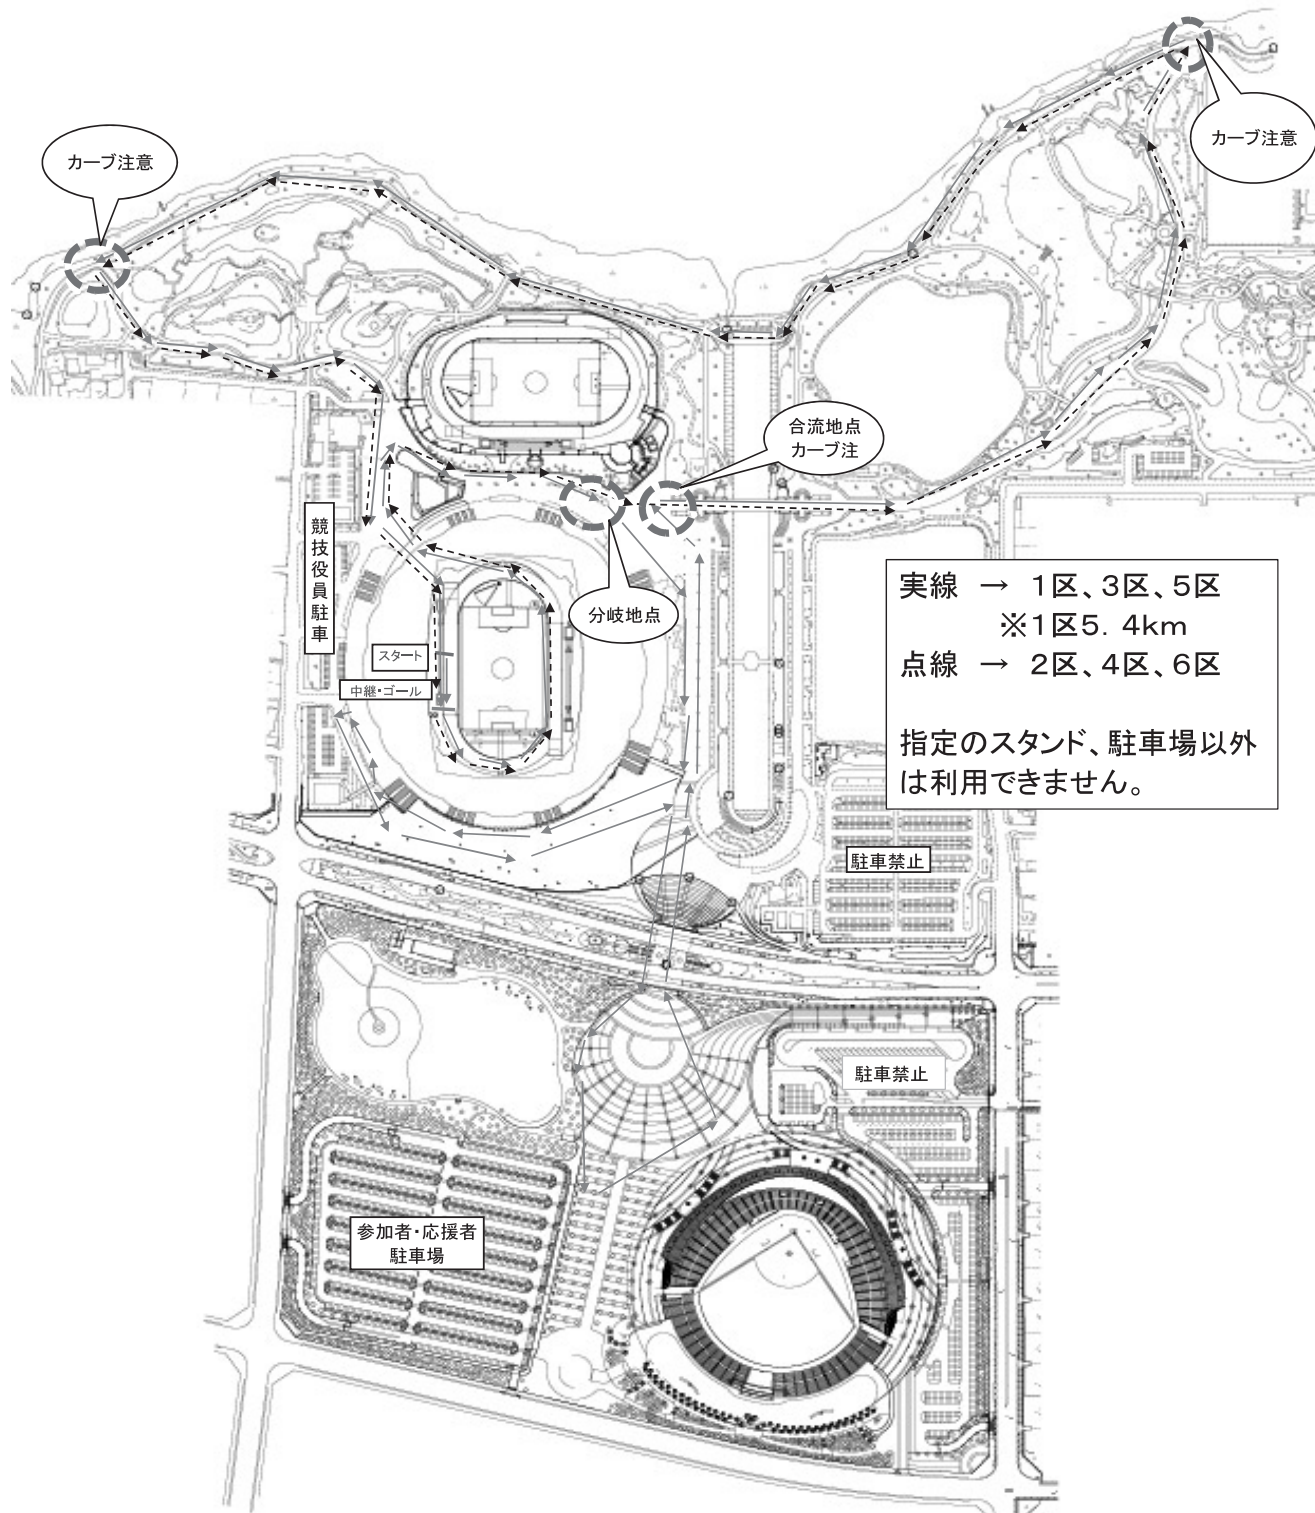 カーブ注意
カーブ注意
合流地点
カーブ注
分岐地点
競技役員駐車
スタート
中継・ゴール
実線 → 1区、3区、5区
※1区5.4km
点線 → 2区、4区、6区
指定のスタンド、駐車場以外
は利用できません。
駐車禁止
駐車禁止
参加者・応援者
駐車場